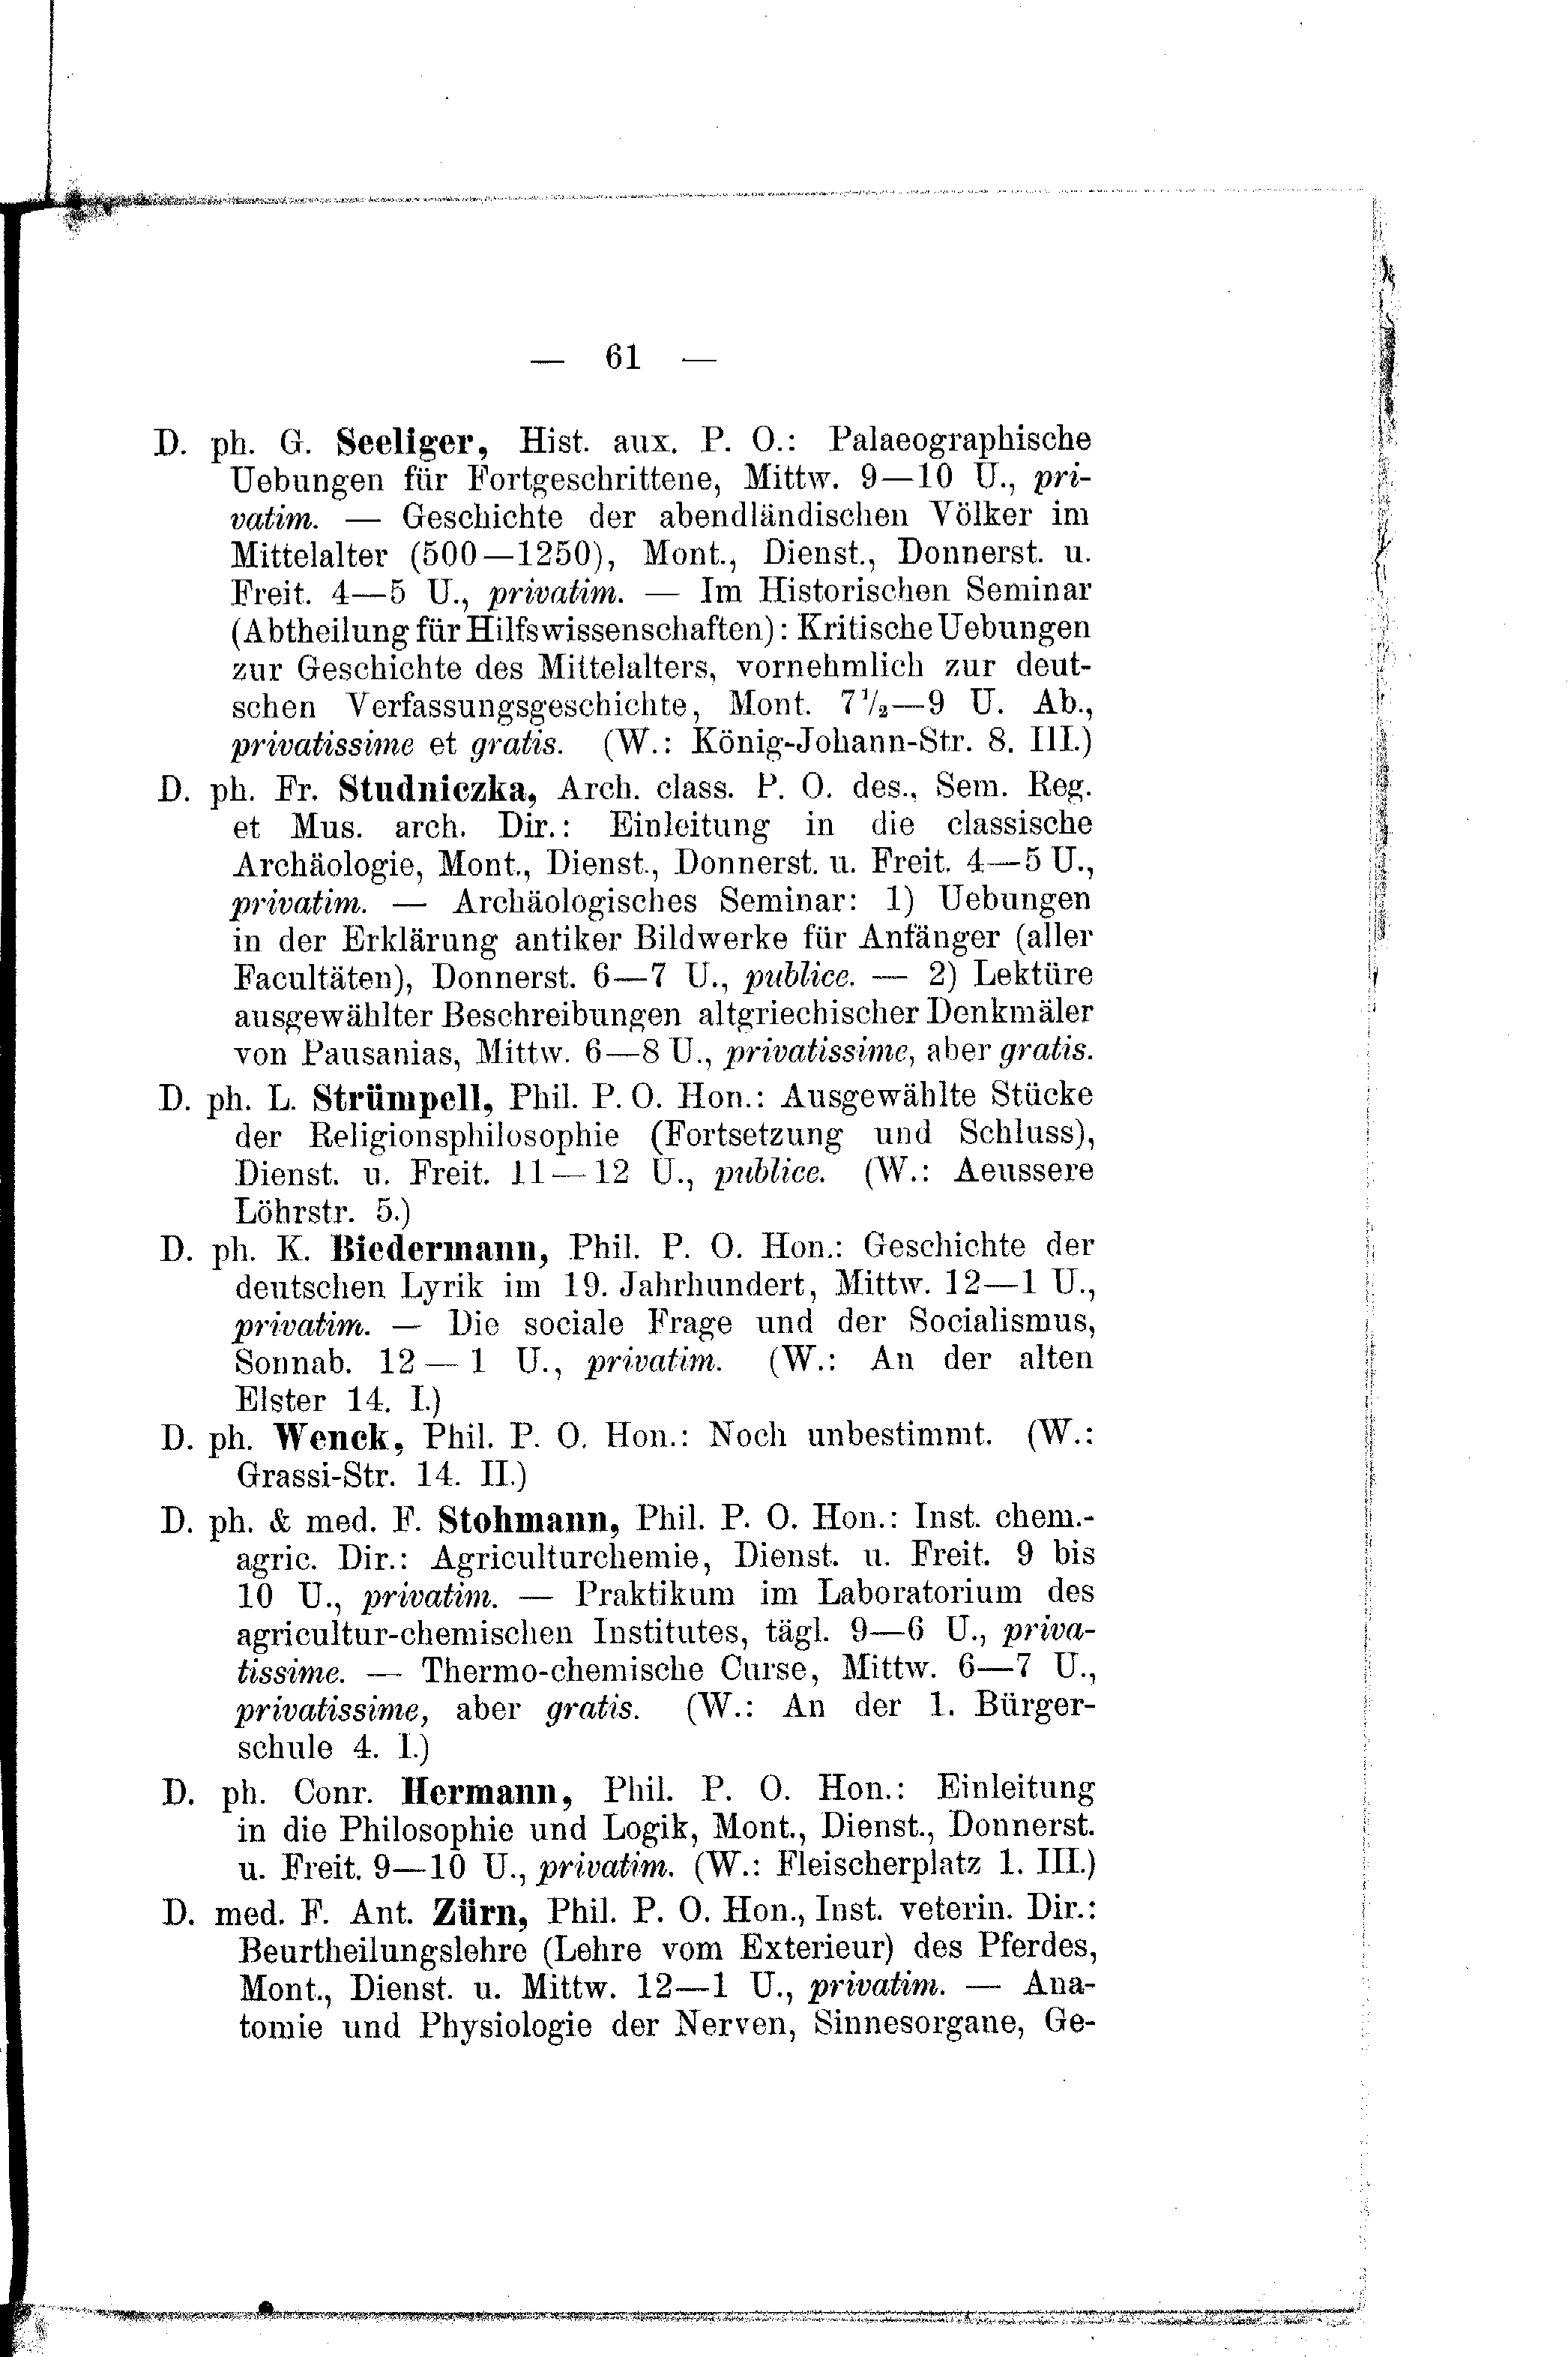 — 61 —
D. ph. G. Seeliger, Hist. aux. P. O.: Palaeographische
Uebungen für Fortgeschrittene, Mittw. 9—10 U., pri-
vatim. — Geschichte der abendländischen Völker im
Mittelalter (500—1250), Mont., Dienst., Donnerst. u.
Freit. 4—5 U., privatim. — Im Historischen Seminar
(Abtheilung für Hilfswissenschaften): Kritische Uebungen
zur Geschichte des Mittelalters, vornehmlich zur deut-
schen Verfassungsgeschichte, Mont. 7½—9 U. Ab.,
privatissime et gratis. (W.: König-Johann-Str. 8. III.)
D. ph. Fr. Studniczka, Arch. class. P. O. des., Sem. Reg.
et Mus. arch. Dir.: Einleitung in die classische
Archäologie, Mont., Dienst., Donnerst. u. Freit. 4—5 U.,
privatim. — Archäologisches Seminar: 1) Uebungen
in der Erklärung antiker Bildwerke für Anfänger (aller
Facultäten), Donnerst. 6—7 U., publice. — 2) Lektüre
ausgewählter Beschreibungen altgriechischer Denkmäler
von Pausanias, Mittw. 6—8 U., privatissime, aber gratis.
D. ph. L. Strümpell, Phil. P. O. Hon.: Ausgewählte Stücke
der Religionsphilosophie (Fortsetzung und Schluss),
Dienst. u. Freit. 11—12 U., publice. (W.: Aeussere
Löhrstr. 5.)
D. ph. K. Biedermann, Phil. P. O. Hon.: Geschichte der
deutschen Lyrik im 19. Jahrhundert, Mittw. 12—1 U.,
privatim. — Die sociale Frage und der Socialismus,
Sonnab. 12—1 U., privatim. (W.: An der alten
Elster 14. I.)
D. ph. Wenck, Phil. P. O. Hon.: Noch unbestimmt. (W.:
Grassi-Str. 14. II.)
D. ph. & med. F. Stohmann, Phil. P. O. Hon.: Inst. chem.-
agric. Dir.: Agriculturchemie, Dienst. u. Freit. 9 bis
10 U., privatim. — Praktikum im Laboratorium des
agricultur-chemischen Institutes, tägl. 9—6 U., priva-
tissime. — Thermo-chemische Curse, Mittw. 6—7 U.,
privatissime, aber gratis. (W.: An der 1. Bürger-
schule 4. I.)
D. ph. Conr. Hermann, Phil. P. O. Hon.: Einleitung
in die Philosophie und Logik, Mont., Dienst., Donnerst.
u. Freit. 9—10 U., privatim. (W.: Fleischerplatz 1. III.)
D. med. F. Ant. Zürn, Phil. P. O. Hon., Inst. veterin. Dir.:
Beurtheilungslehre (Lehre vom Exterieur) des Pferdes,
Mont., Dienst. u. Mittw. 12—1 U., privatim. — Ana-
tomie und Physiologie der Nerven, Sinnesorgane, Ge-